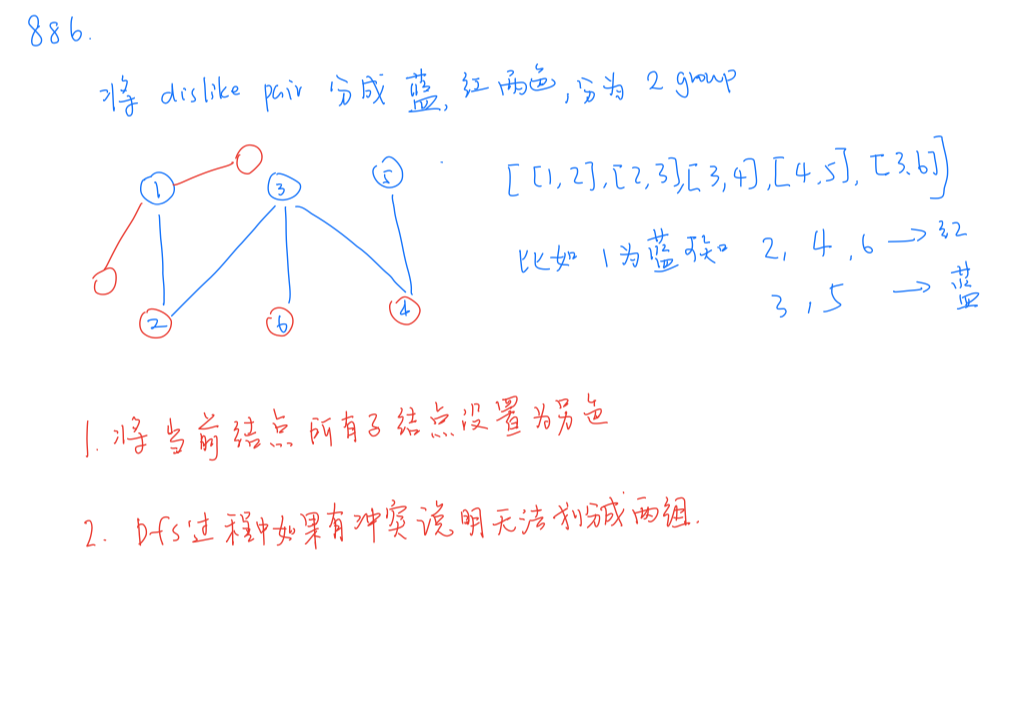 886.
将 dislike pair 分成 蓝, 红 两色, 分为 2 group
1 3 5
2 6 4
[ [1, 2], [2, 3], [3, 4], [4, 5], [3, 6] ]
比如 1 为 蓝 2, 4, 6 → 红
3, 5 → 蓝
1. 将当前结点所有子结点设置为另色
2. Dfs过程中如果有冲突说明无法划分成两组.